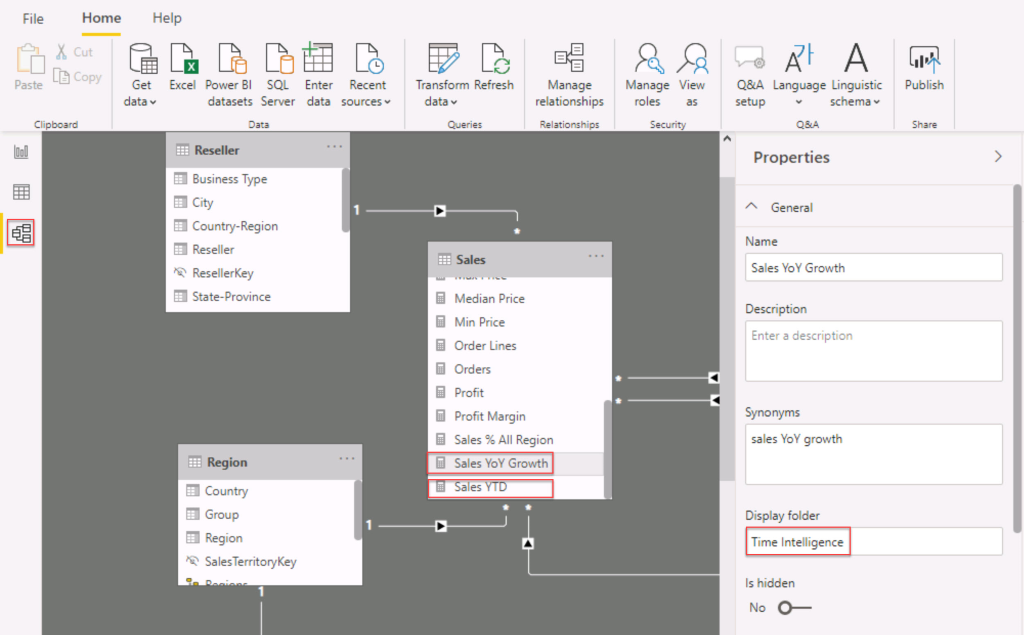 File Home Help
Paste
Cut
Copy
Get data
Excel
Power BI datasets
SQL Server
Enter data
Recent sources
Transform data
Refresh
Manage relationships
Manage roles
View as
Q&A setup
Language
Linguistic schema
Publish
Clipboard
Data
Queries
Relationships
Security
Q&A
Share
Reseller
Business Type
City
Country-Region
Reseller
ResellerKey
State-Province
1
*
Sales
Max Price
Median Price
Min Price
Order Lines
Orders
Profit
Profit Margin
Sales % All Region
Sales YoY Growth
Sales YTD
*
*
* *
Region
Country
Group
Region
SalesTerritoryKey
Regions
1
1
Properties
General
Name
Sales YoY Growth
Description
Enter a description
Synonyms
sales YoY growth
Display folder
Time Intelligence
Is hidden
No